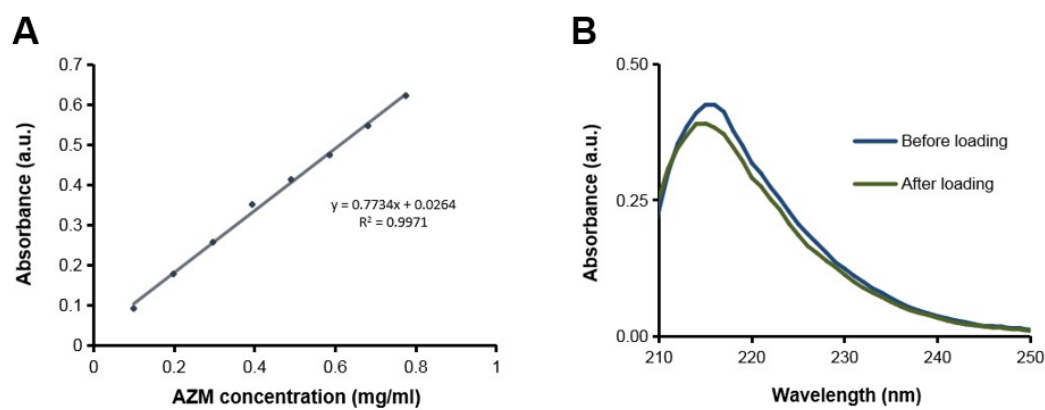 A
B
0.7
0.6
0.5
0.4
0.3
0.2
0.1
0
0
0.2
0.4
0.6
0.8
1
Absorbance (a.u.)
AZM concentration (mg/ml)
y = 0.7734x + 0.0264
R² = 0.9971
0.50
0.25
0.00
210
220
230
240
250
Absorbance (a.u.)
Wavelength (nm)
Before loading
After loading